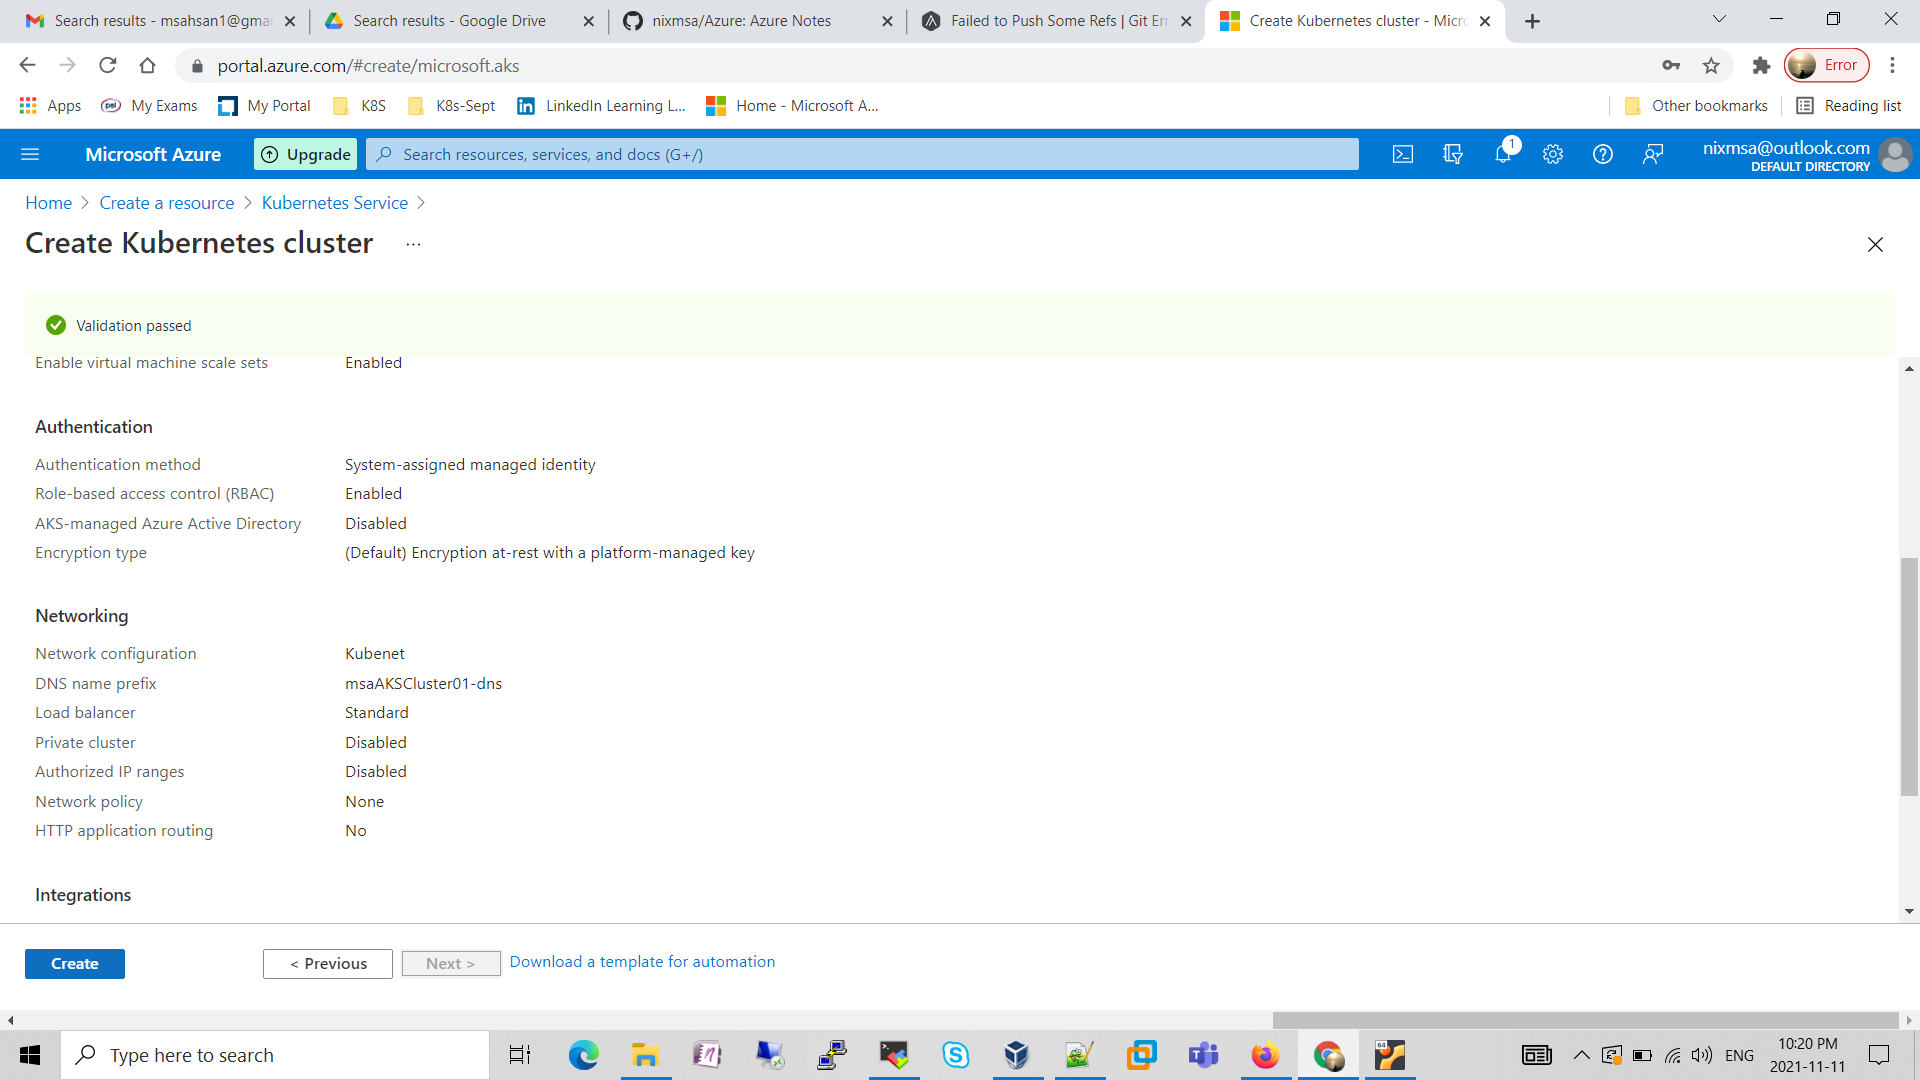 Search results - msahsan1@gmai
Search results - Google Drive
nixmsa/Azure: Azure Notes
Failed to Push Some Refs | Git Err
Create Kubernetes cluster - Micro
portal.azure.com/#create/microsoft.aks
Error
Apps
psi
My Exams
My Portal
K8S
K8s-Sept
LinkedIn Learning L...
Home - Microsoft A...
Other bookmarks
Reading list
Microsoft Azure
Upgrade
Search resources, services, and docs (G+/)
1
nixmsa@outlook.com
DEFAULT DIRECTORY
Home > Create a resource > Kubernetes Service >
Create Kubernetes cluster ...
Validation passed
Enable virtual machine scale sets Enabled
Authentication
Authentication method System-assigned managed identity
Role-based access control (RBAC) Enabled
AKS-managed Azure Active Directory Disabled
Encryption type (Default) Encryption at-rest with a platform-managed key
Networking
Network configuration Kubenet
DNS name prefix msaAKSCluster01-dns
Load balancer Standard
Private cluster Disabled
Authorized IP ranges Disabled
Network policy None
HTTP application routing No
Integrations
Create
< Previous
Next >
Download a template for automation
Type here to search
64
ENG
10:20 PM
2021-11-11